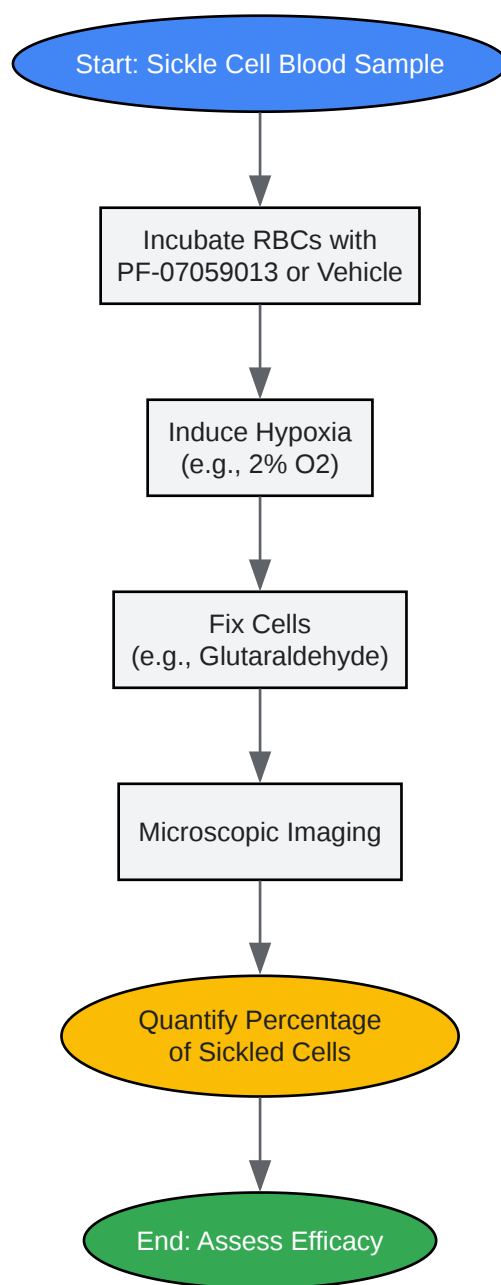 Start: Sickle Cell Blood Sample
Incubate RBCs with
PF-07059013 or Vehicle
Induce Hypoxia
(e.g., 2% O2)
Fix Cells
(e.g., Glutaraldehyde)
Microscopic Imaging
Quantify Percentage
of Sickled Cells
End: Assess Efficacy